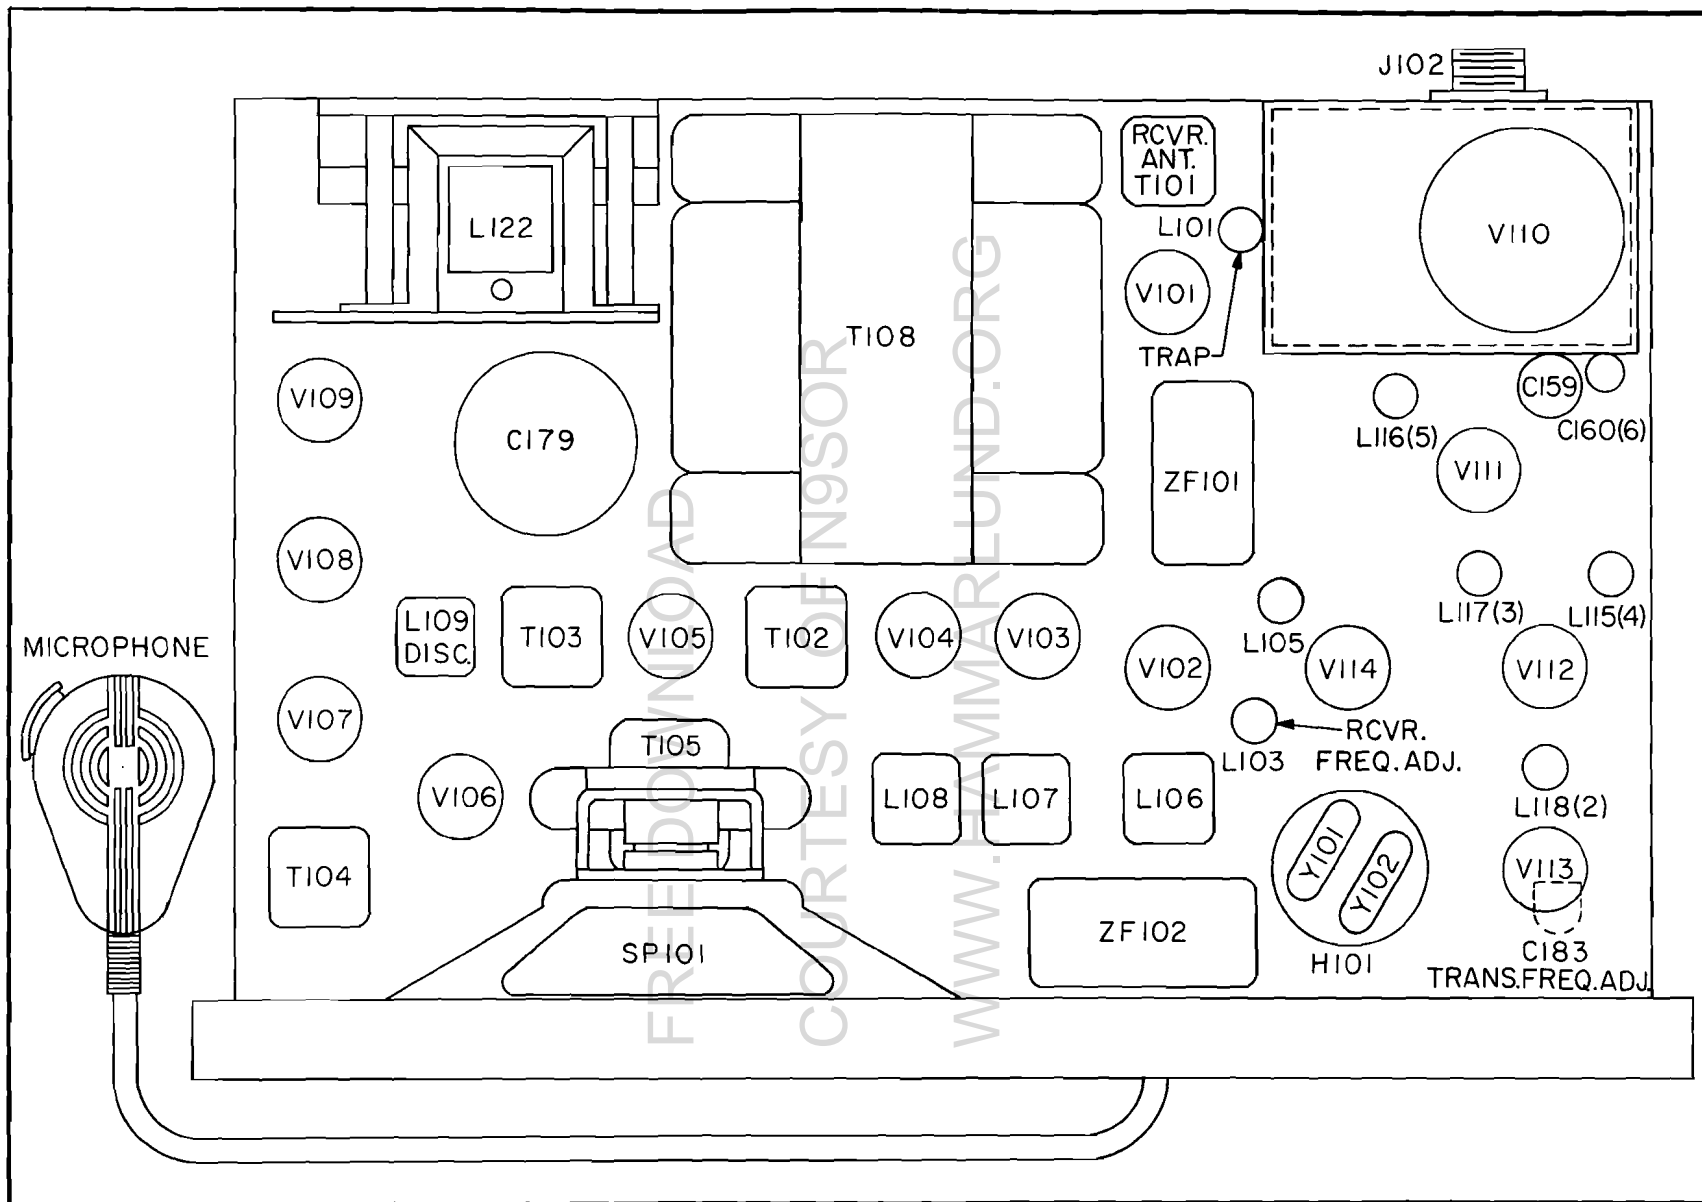 J102
RCVR.
ANT.
T101
L122
L101
V110
V101
T108
TRAP
V109
C159
C179
L116(5)
C160(6)
V111
ZF101
V108
L117(3)
L115(4)
L109
DISC.
T103
V105
T102
V104
V103
L105
MICROPHONE
V102
V114
V112
V107
T105
RCVR.
FREQ. ADJ.
L103
V106
L108
L107
L106
L118(2)
Y101
Y102
V113
T104
ZF102
SP101
H101
C183
TRANS.FREQ.ADJ.
FREE DOWNLOAD
COURTESY OF N9SOR
WWW.HAMMARLUND.ORG